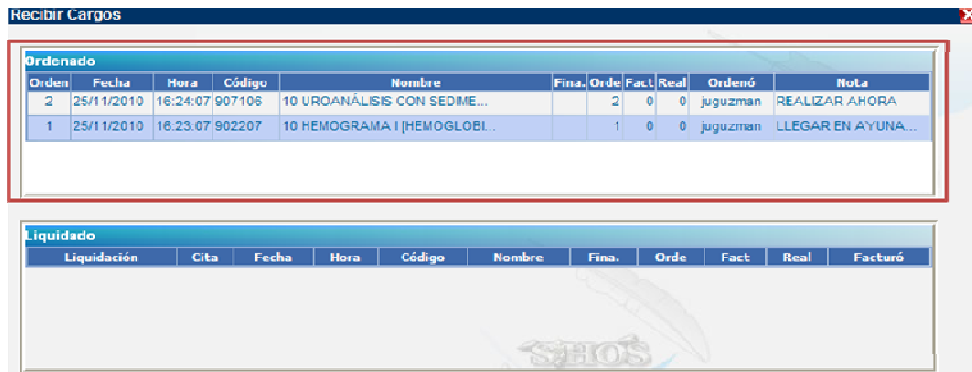 Recibir Cargos
Ordenado
Orden Fecha Hora Código Nombre Fina. Orde Fact Real Ordenó Nota
2 25/11/2010 16:24:07 907106 10 UROANÁLISIS CON SEDIME... 2 0 0 juguzman REALIZAR AHORA
1 25/11/2010 16:23:07 902207 10 HEMOGRAMA I [HEMOGLOBI... 1 0 0 juguzman LLEGAR EN AYUNA...
Liquidado
Liquidación Cita Fecha Hora Código Nombre Fina. Orde Fact Real Facturó